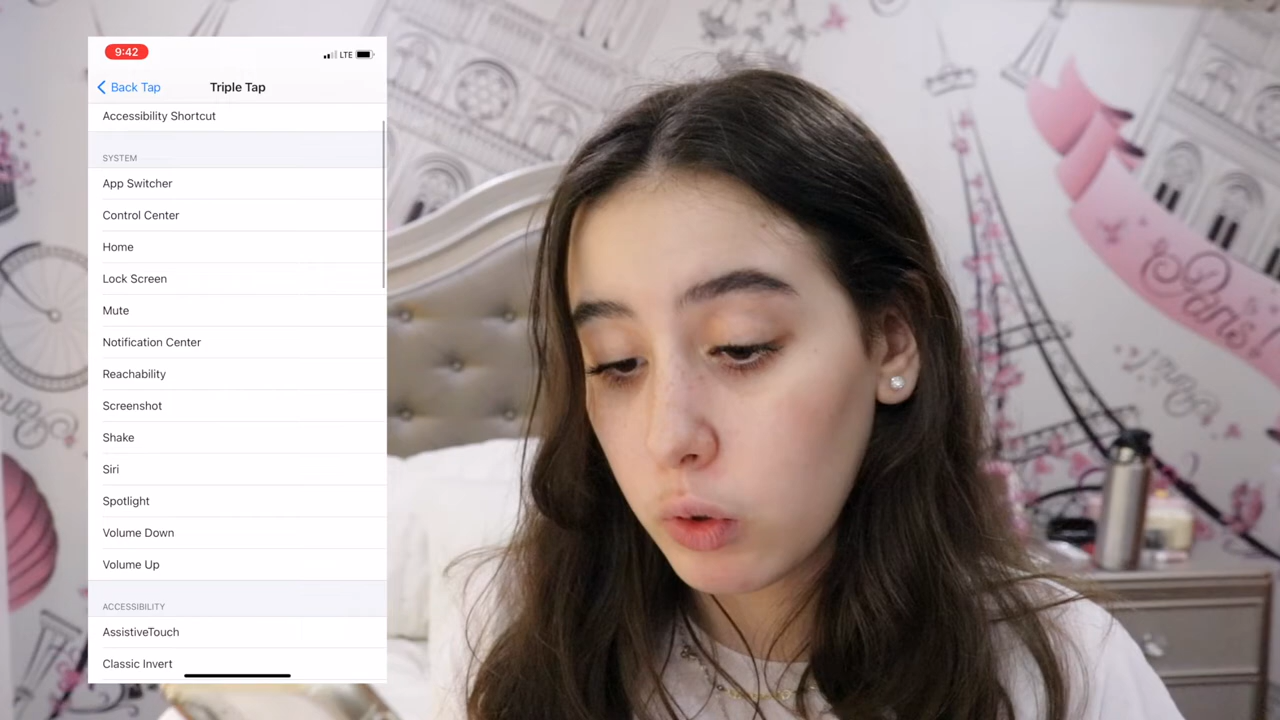 9:42
LTE
Back Tap
Triple Tap
Accessibility Shortcut
SYSTEM
App Switcher
Control Center
Home
Lock Screen
Mute
Notification Center
Reachability
Screenshot
Shake
Siri
Spotlight
Volume Down
Volume Up
ACCESSIBILITY
AssistiveTouch
Classic Invert
Paris!